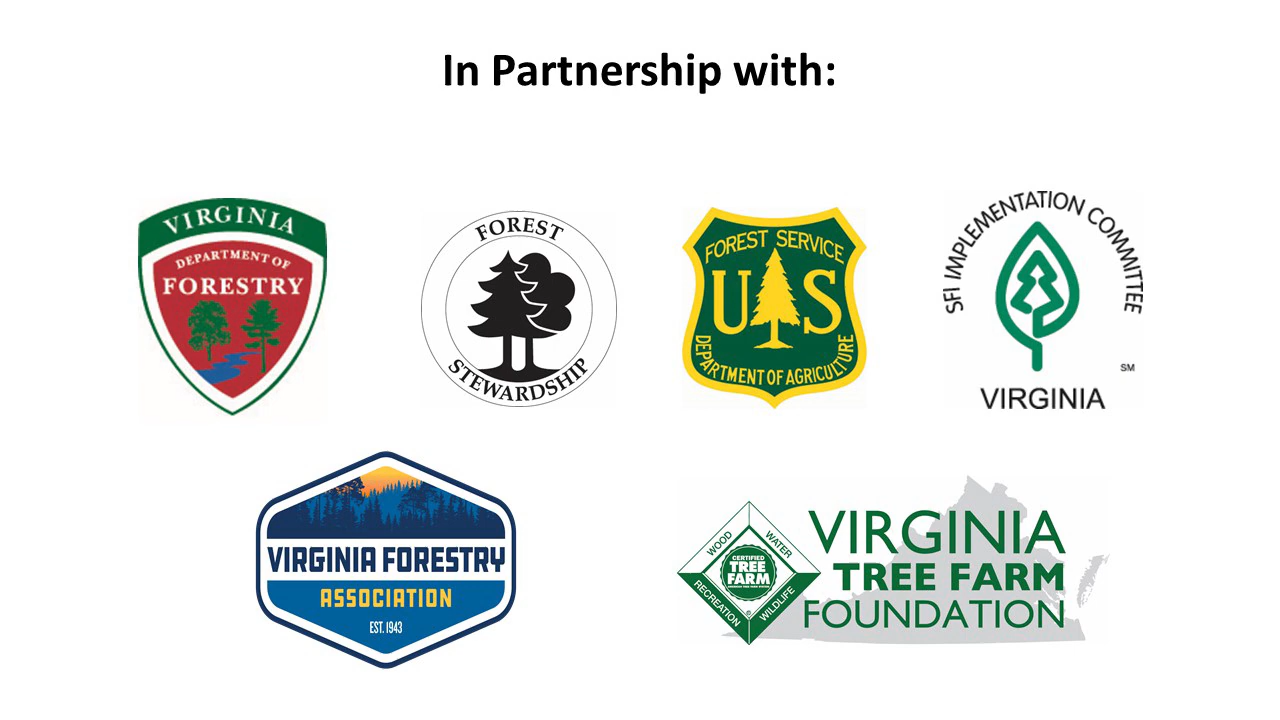 In Partnership with:
VIRGINIA
DEPARTMENT OF
FORESTRY
FOREST
STEWARDSHIP
FOREST SERVICE
U S
DEPARTMENT OF AGRICULTURE
SFI IMPLEMENTATION COMMITTEE
SM
VIRGINIA
VIRGINIA FORESTRY
ASSOCIATION
EST. 1943
WOOD
WATER
CERTIFIED
TREE
FARM
RECREATION
WILDLIFE
®
VIRGINIA
TREE FARM
FOUNDATION